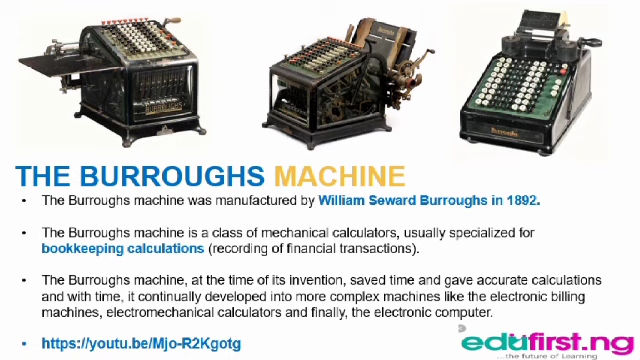 BURROUGHS
Burroughs
THE BURROUGHS MACHINE
• The Burroughs machine was manufactured by William Seward Burroughs in 1892.
• The Burroughs machine is a class of mechanical calculators, usually specialized for
bookkeeping calculations (recording of financial transactions).
• The Burroughs machine, at the time of its invention, saved time and gave accurate calculations
and with time, it continually developed into more complex machines like the electronic billing
machines, electromechanical calculators and finally, the electronic computer.
• https://youtu.be/Mjo-R2Kgotg
edufirst.ng
...the future of Learning